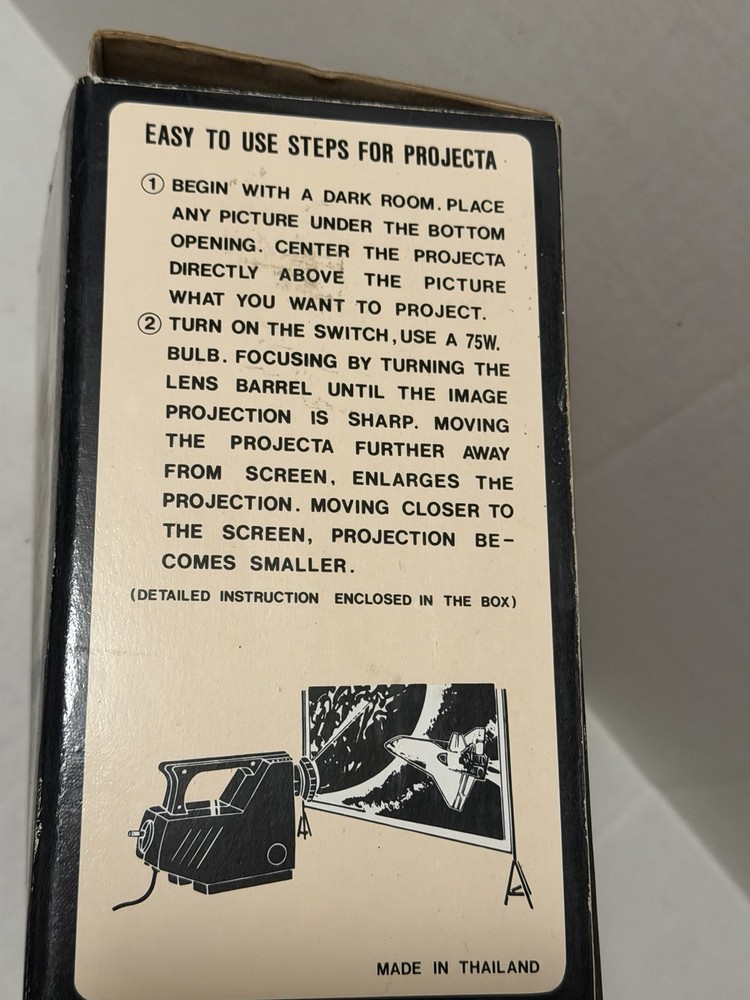 EASY TO USE STEPS FOR PROJECTA
① BEGIN WITH A DARK ROOM. PLACE
ANY PICTURE UNDER THE BOTTOM
OPENING. CENTER THE PROJECTA
DIRECTLY ABOVE THE PICTURE
WHAT YOU WANT TO PROJECT.
② TURN ON THE SWITCH, USE A 75W.
BULB. FOCUSING BY TURNING THE
LENS BARREL UNTIL THE IMAGE
PROJECTION IS SHARP. MOVING
THE PROJECTA FURTHER AWAY
FROM SCREEN, ENLARGES THE
PROJECTION. MOVING CLOSER TO
THE SCREEN, PROJECTION BE-
COMES SMALLER.
(DETAILED INSTRUCTION ENCLOSED IN THE BOX)
MADE IN THAILAND